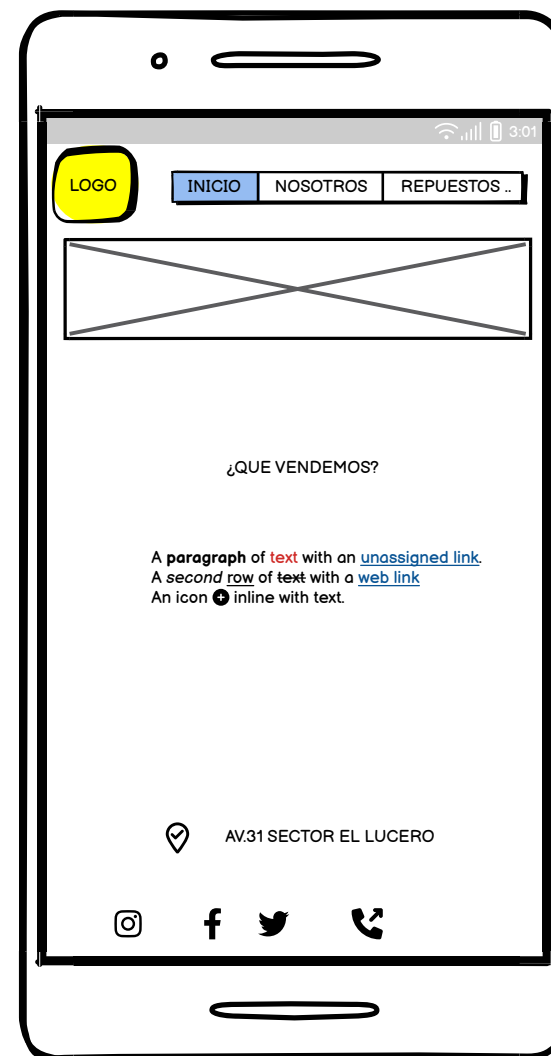 3:01
LOGO
INICIO NOSOTROS REPUESTOS ..
¿QUE VENDEMOS?
A paragraph of text with an unassigned link.
A second row of text with a web link
An icon inline with text.
AV.31 SECTOR EL LUCERO